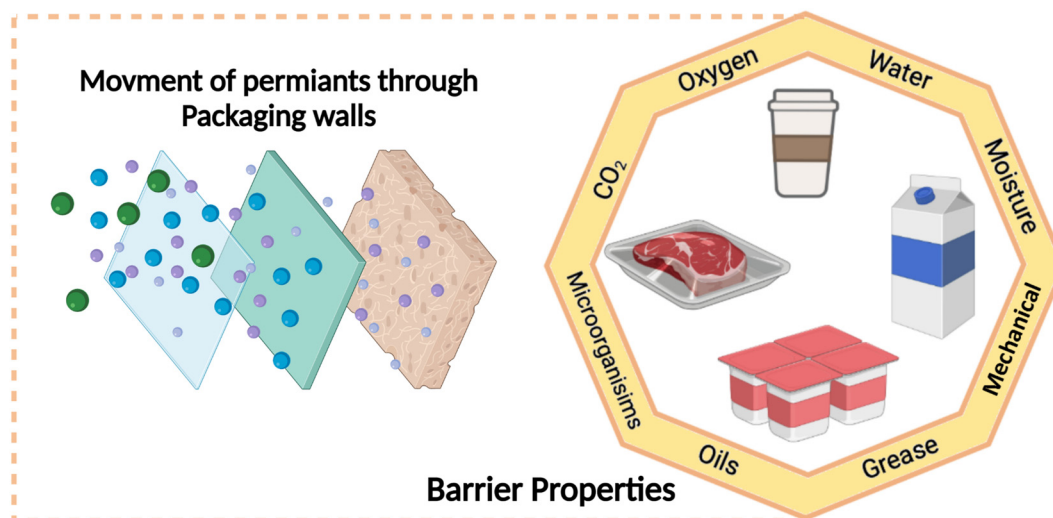 Movment of permiants through
Packaging walls
Oxygen
Water
CO₂
Moisture
Microorganisims
Mechanical
Oils
Grease
Barrier Properties